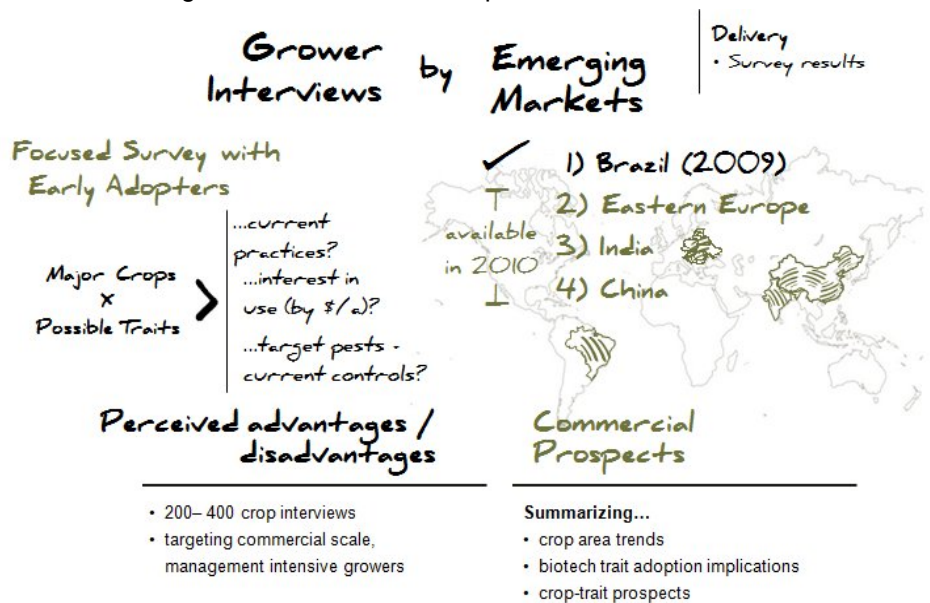 Grower
Interviews
by
Emerging
Markets
Delivery
• Survey results
Focused Survey with
Early Adopters
Major Crops
x
Possible Traits
>
...current
practices?
...interest in
use (by $/a)?
...target pests -
current controls?
✓
available
in 2010
1) Brazil (2009)
2) Eastern Europe
3) India
4) China
Perceived advantages /
disadvantages
• 200– 400 crop interviews
• targeting commercial scale,
management intensive growers
Commercial
Prospects
Summarizing...
• crop area trends
• biotech trait adoption implications
• crop-trait prospects